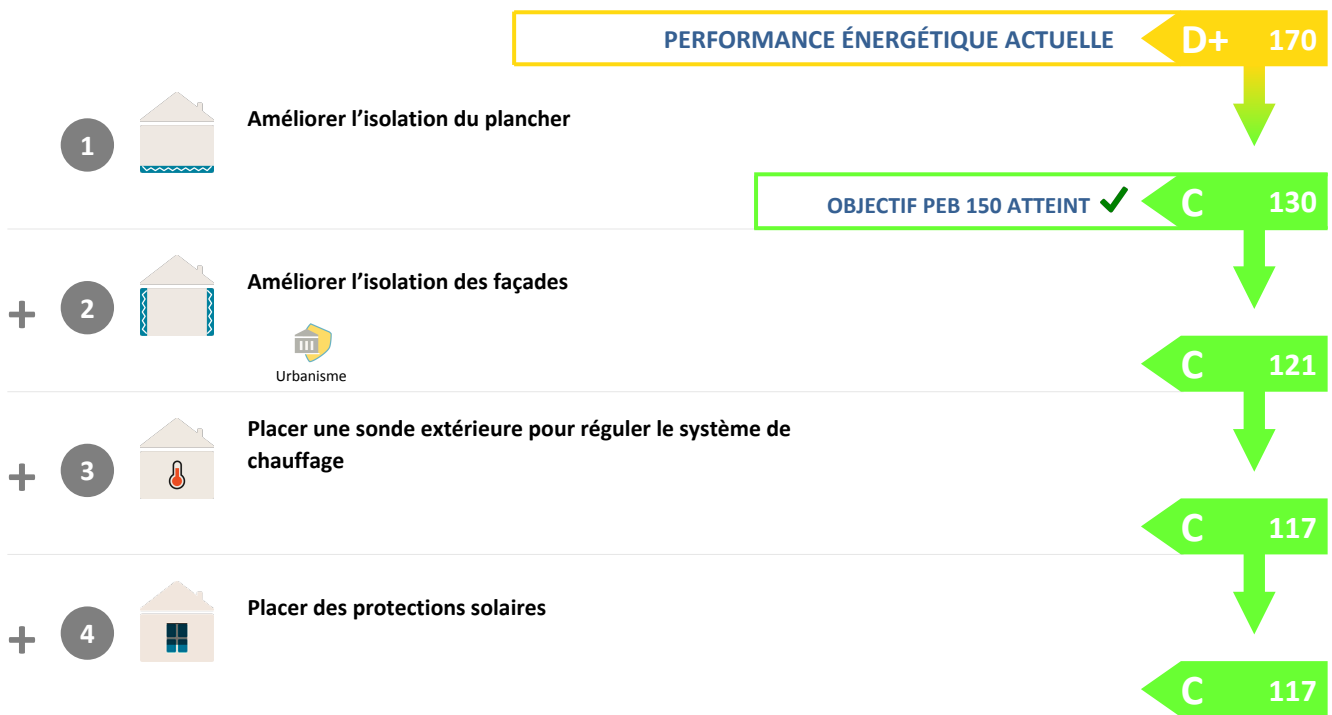 PERFORMANCE ÉNERGÉTIQUE ACTUELLE D+ 170
1 Améliorer l’isolation du plancher
OBJECTIF PEB 150 ATTEINT ✔ C 130
+ 2 Améliorer l’isolation des façades
Urbanisme
C 121
+ 3 Placer une sonde extérieure pour réguler le système de
chauffage
C 117
+ 4 Placer des protections solaires
C 117